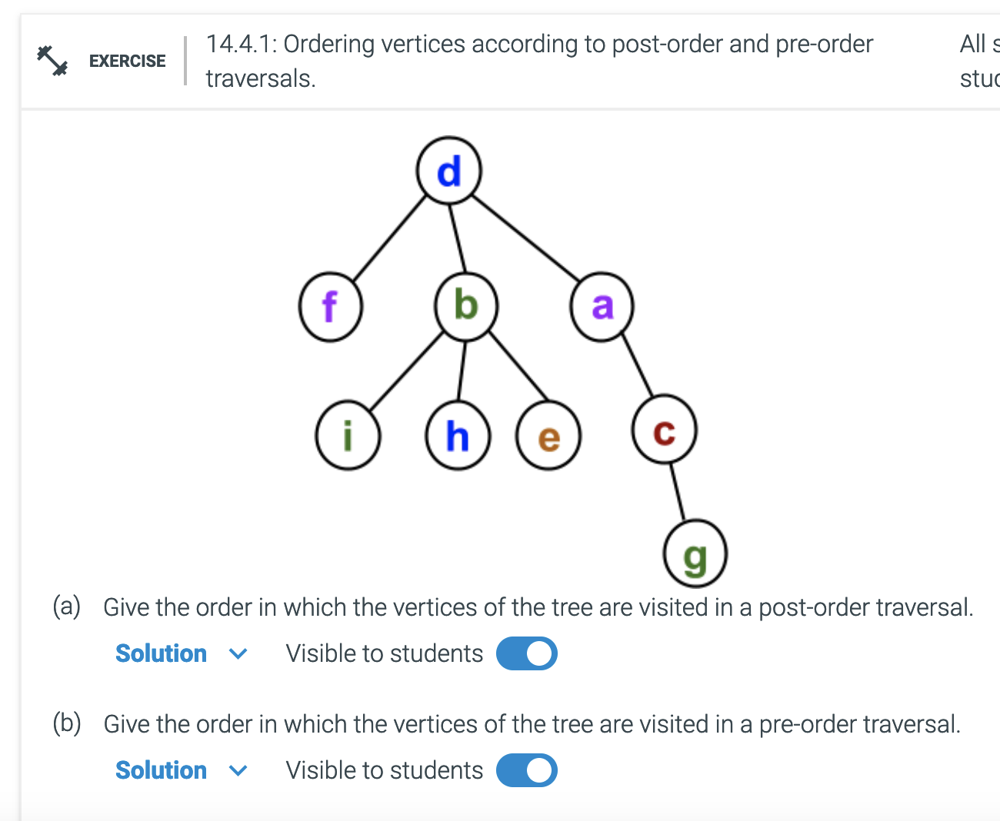 EXERCISE
14.4.1: Ordering vertices according to post-order and pre-order
traversals.
All
d
f b a
i h e c
g
(a) Give the order in which the vertices of the tree are visited in a post-order traversal.
Solution Visible to students
(b) Give the order in which the vertices of the tree are visited in a pre-order traversal.
Solution Visible to students